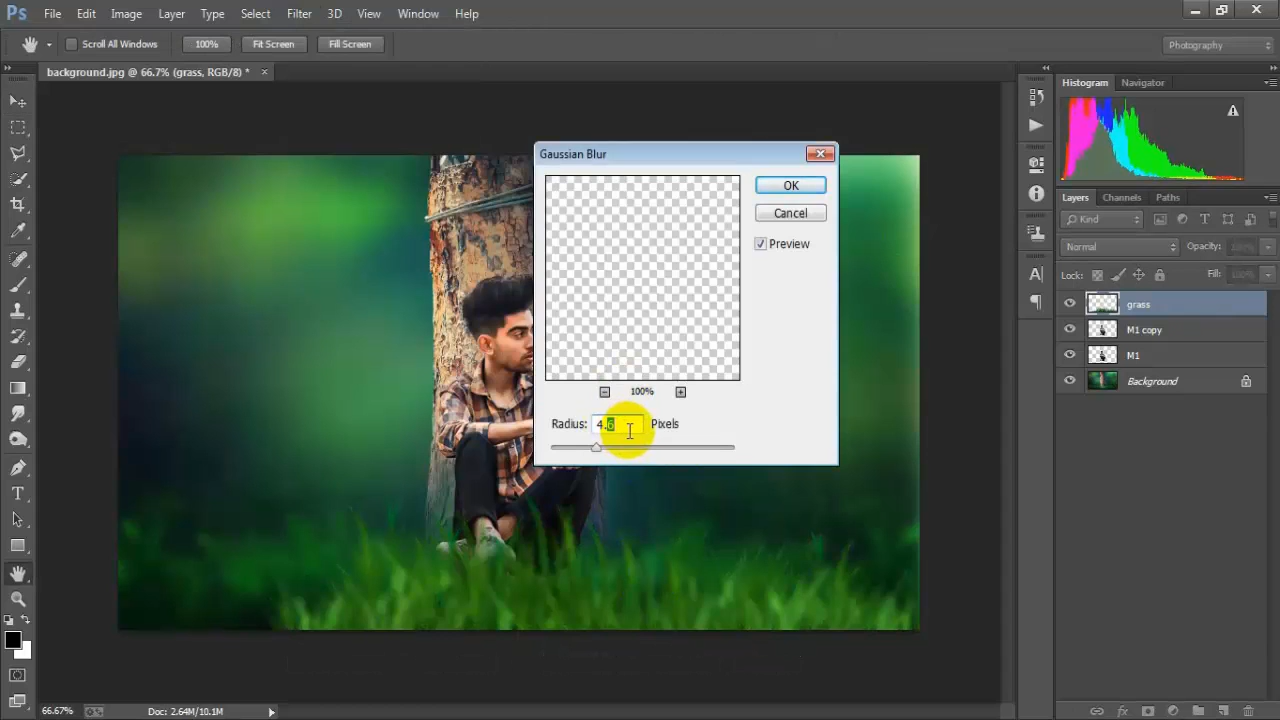 Ps File Edit Image Layer Type Select Filter 3D View Window Help
Scroll All Windows 100% Fit Screen Fill Screen Photography
background.jpg @ 66.7% (grass, RGB/8) *
Histogram Navigator
Gaussian Blur
OK
Cancel
Preview
100%
Radius: 4.6 Pixels
Layers Channels Paths
Kind
Normal Opacity: 100%
Lock: Fill: 100%
grass
M1 copy
M1
Background
66.67% Doc: 2.64M/10.1M